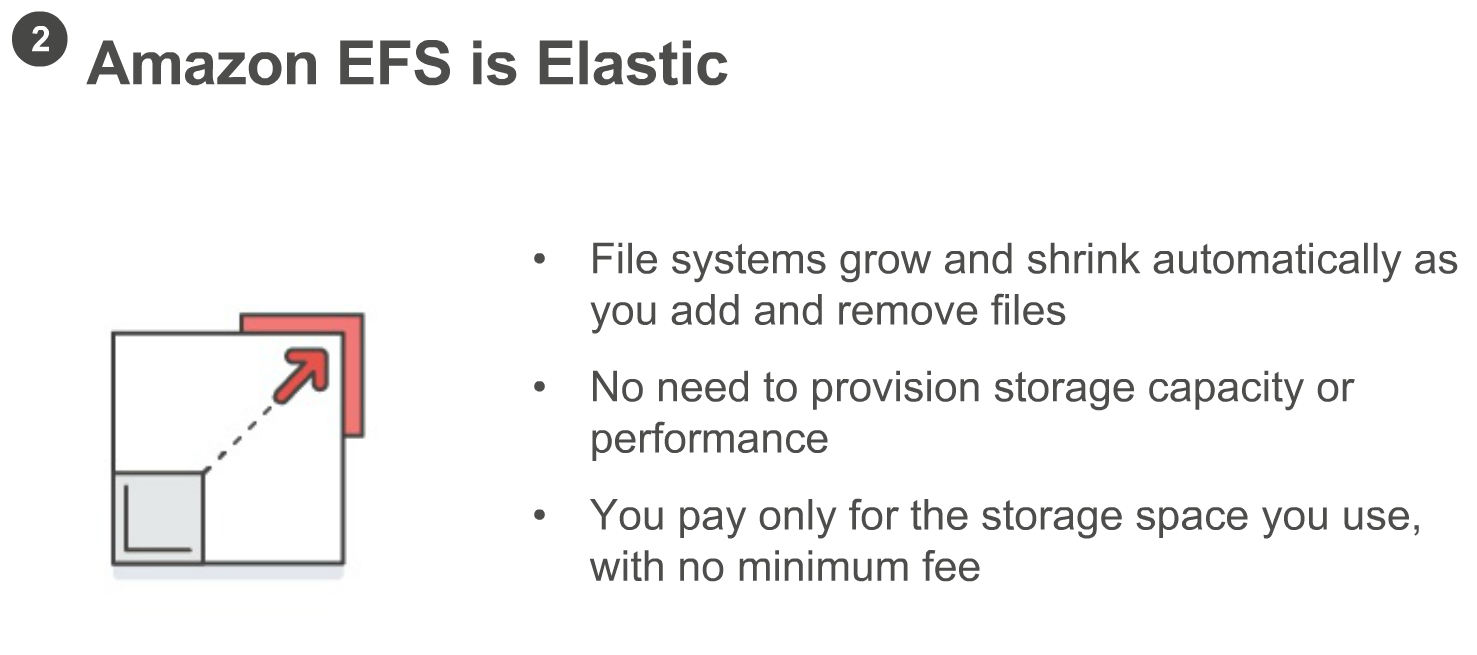 2
Amazon EFS is Elastic
• File systems grow and shrink automatically as
you add and remove files
• No need to provision storage capacity or
performance
• You pay only for the storage space you use,
with no minimum fee